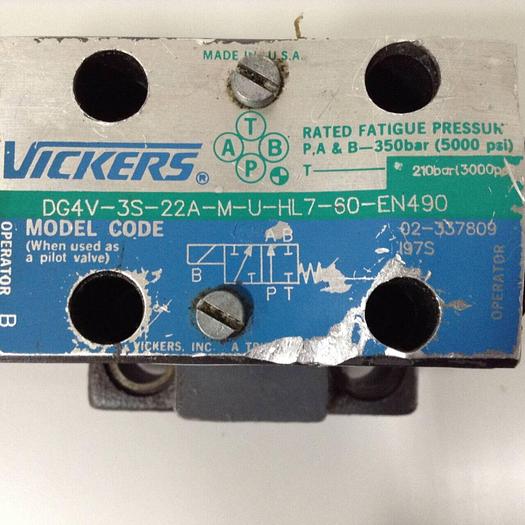 MADE IN U.S.A.
VICKERS®
T
A B
P
RATED FATIGUE PRESSUR
P,A & B—350bar (5000 psi)
T— 210bar(3000p
DG4V-3S-22A-M-U-HL7-60-EN490
MODEL CODE
(When used as
a pilot valve)
02-337809
197S
OPERATOR B
OPERATOR
A B
B
P T
VICKERS, INC. A